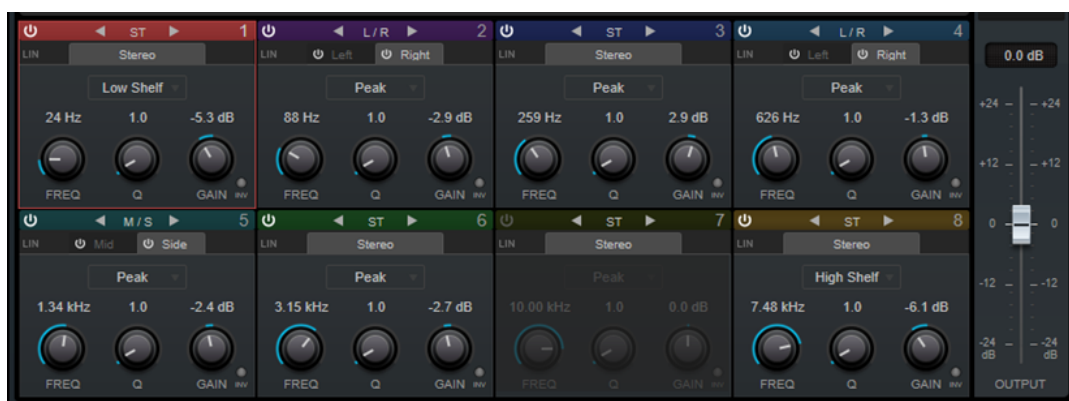 ST 1 L / R 2 ST 3 L / R 4
LIN Stereo LIN Left Right LIN Stereo LIN Left Right
0.0 dB
Low Shelf Peak Peak Peak
24 Hz 1.0 -5.3 dB 88 Hz 1.0 -2.9 dB 259 Hz 1.0 2.9 dB 626 Hz 1.0 -1.3 dB
+24 +24
+12 +12
FREQ Q GAIN INV FREQ Q GAIN INV FREQ Q GAIN INV FREQ Q GAIN INV
M / S 5 ST 6 ST 7 ST 8
0 0
LIN Mid Side LIN Stereo LIN Stereo LIN Stereo
Peak Peak Peak High Shelf
-12 -12
1.34 kHz 1.0 -2.4 dB 3.15 kHz 1.0 -2.7 dB 10.00 kHz 1.0 0.0 dB 7.48 kHz 1.0 -6.1 dB
-24 -24
dB dB
FREQ Q GAIN INV FREQ Q GAIN INV FREQ Q GAIN INV FREQ Q GAIN INV
OUTPUT